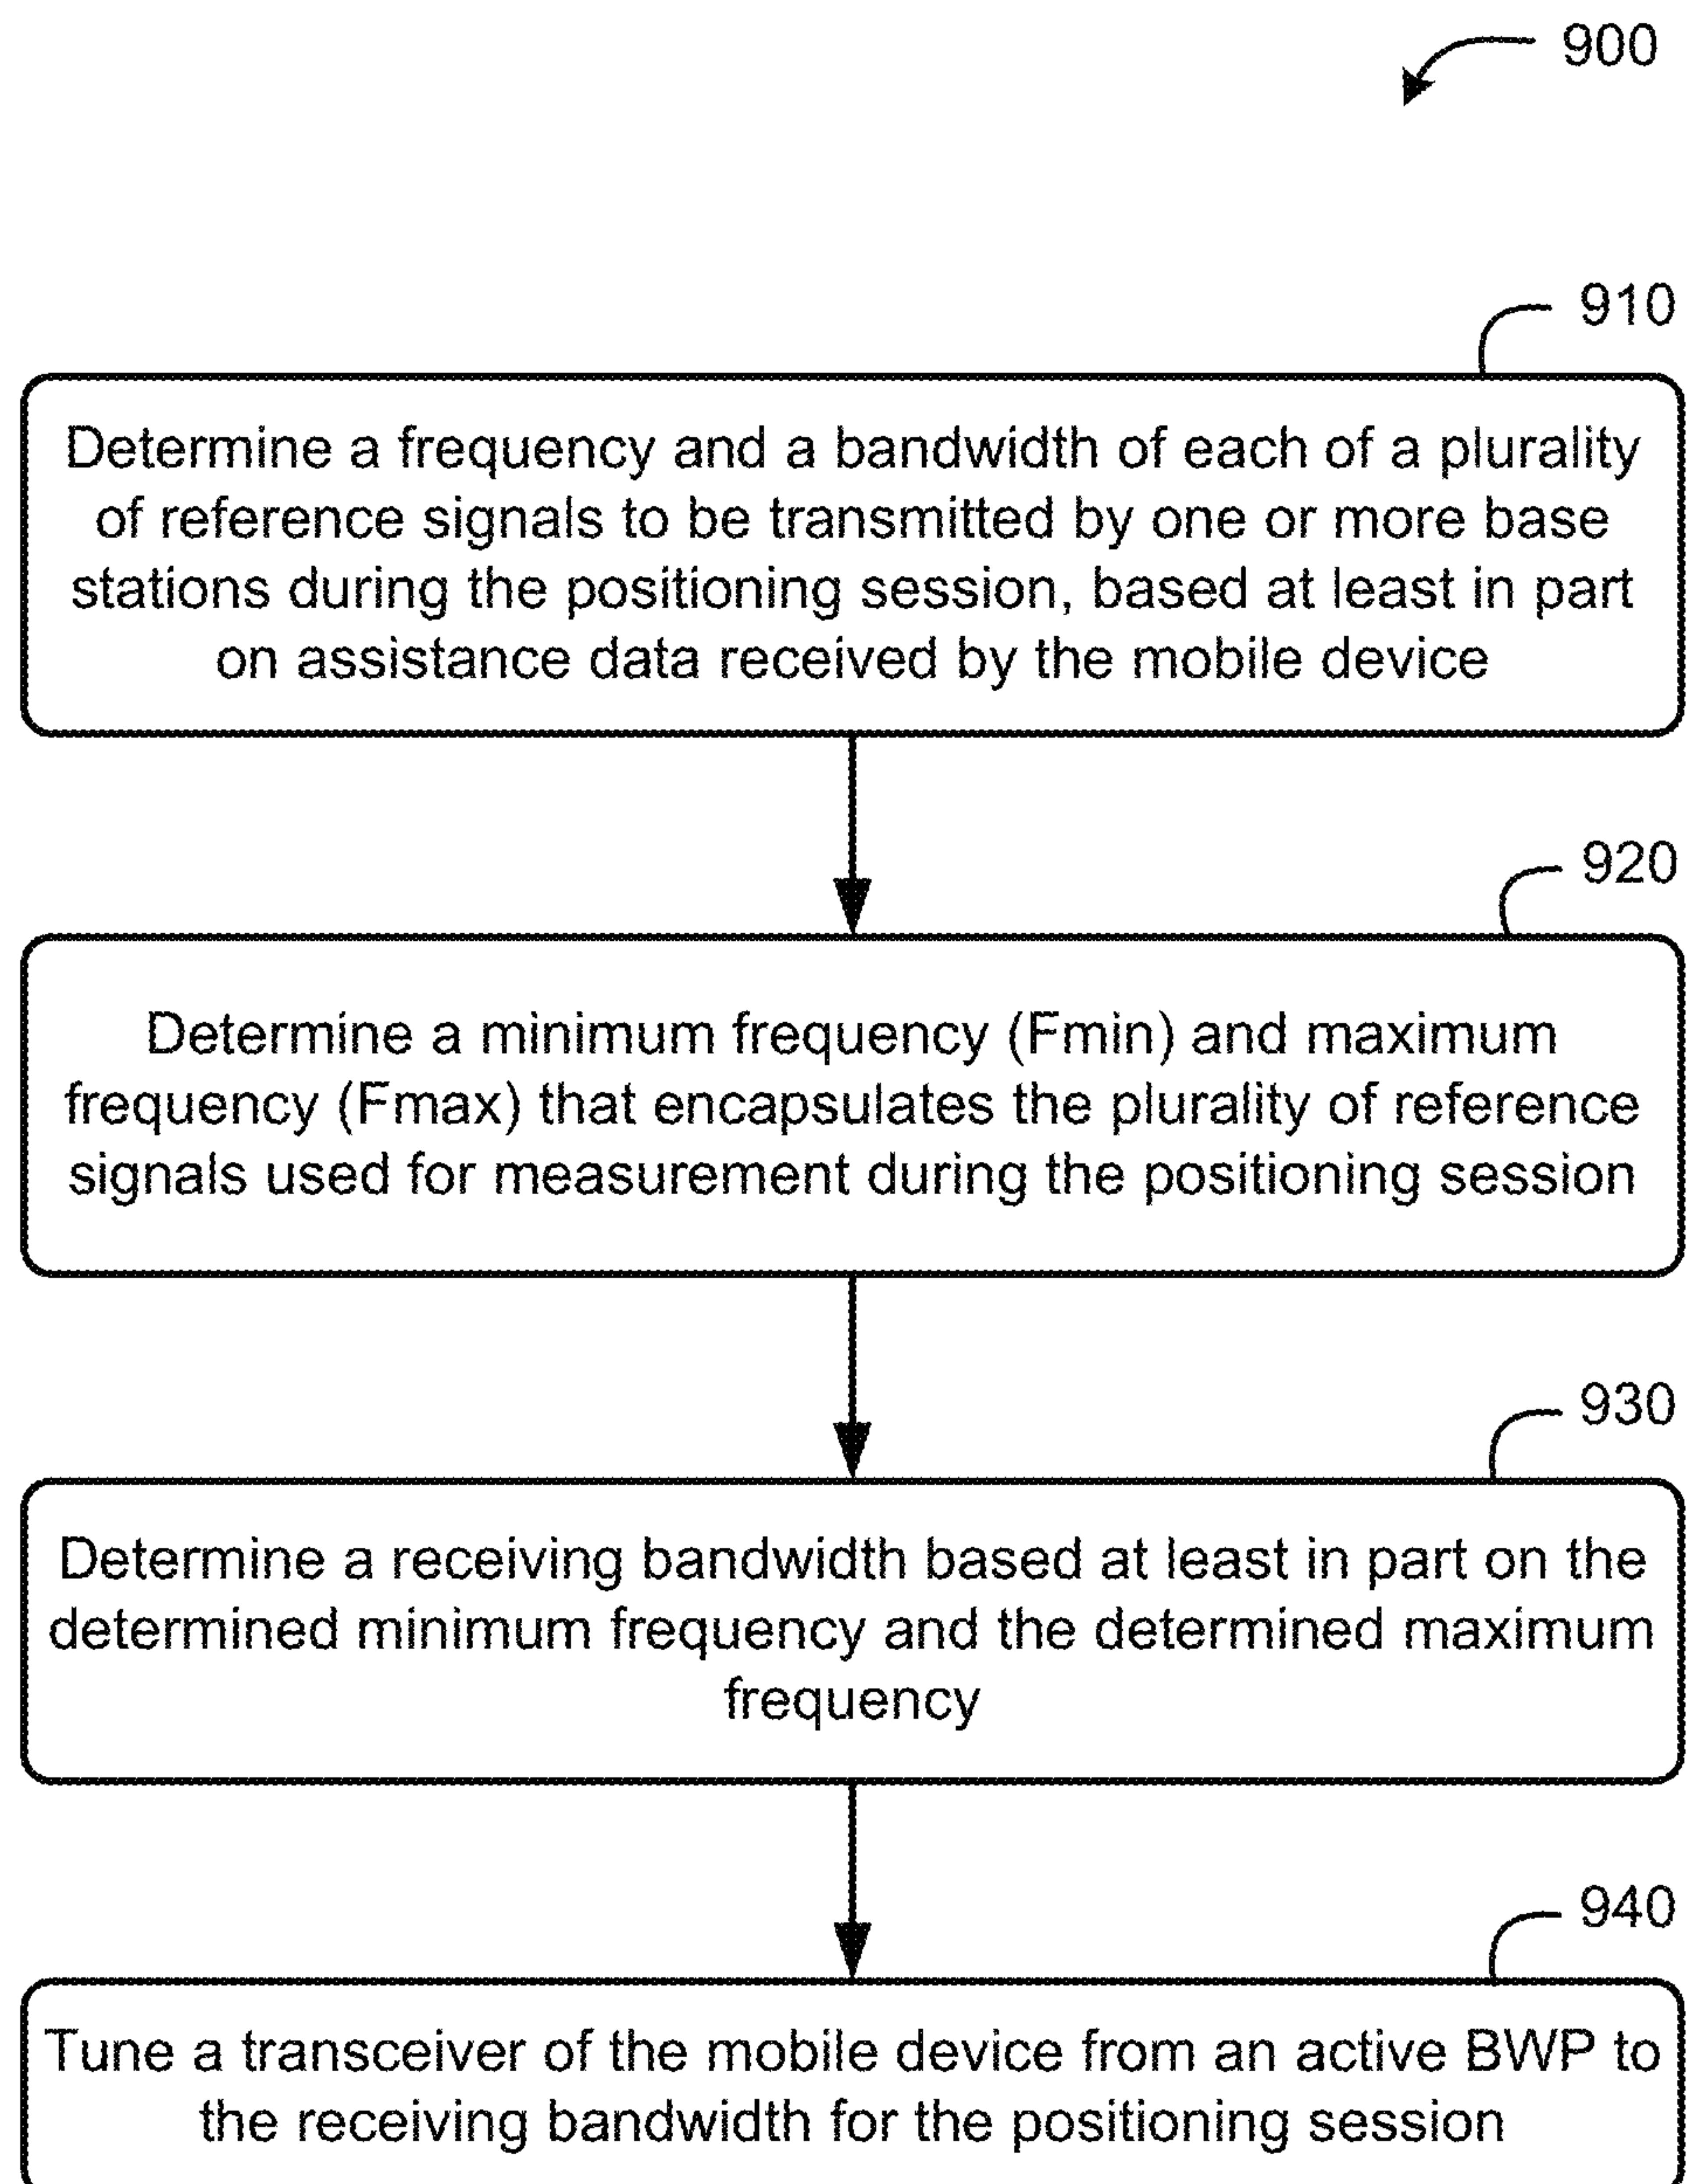 900
910
Determine a frequency and a bandwidth of each of a plurality
of reference signals to be transmitted by one or more base
stations during the positioning session, based at least in part
on assistance data received by the mobile device
920
Determine a minimum frequency (Fmin) and maximum
frequency (Fmax) that encapsulates the plurality of reference
signals used for measurement during the positioning session
930
Determine a receiving bandwidth based at least in part on the
determined minimum frequency and the determined maximum
frequency
940
Tune a transceiver of the mobile device from an active BWP to
the receiving bandwidth for the positioning session